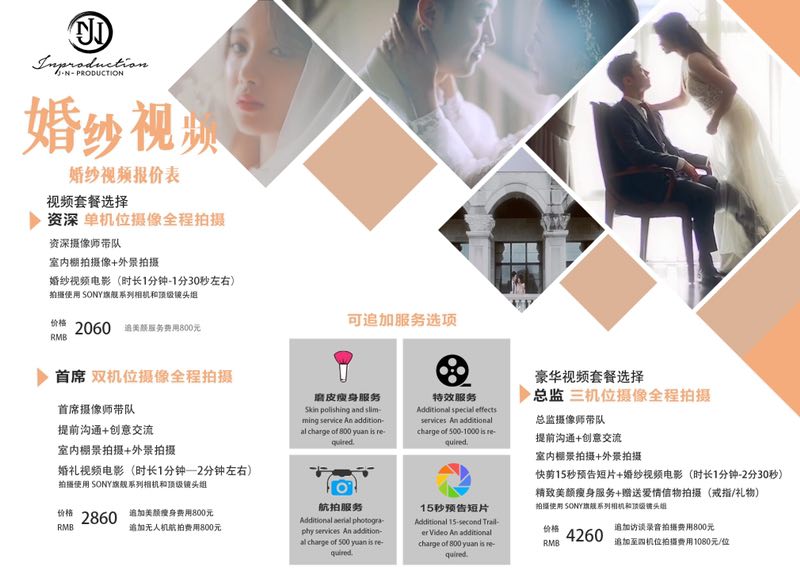 JN
Inproduction
J·N-PRODUCTION
婚纱视频
婚纱视频报价表
视频套餐选择
资深 单机位摄像全程拍摄
资深摄像师带队
室内棚拍摄像+外景拍摄
婚纱视频电影（时长1分钟-1分30秒左右）
拍摄使用 SONY旗舰系列相机和顶级镜头组
价格
RMB
2060
追美颜服务费用800元
首席 双机位摄像全程拍摄
首席摄像师带队
提前沟通+创意交流
室内棚景拍摄+外景拍摄
婚礼视频电影（时长1分钟—2分钟左右）
拍摄使用 SONY旗舰系列相机和顶级镜头组
价格
RMB
2860
追加美颜瘦身费用800元
追加无人机航拍费用800元
可追加服务选项
磨皮瘦身服务
Skin polishing and slim-
ming service An addition-
al charge of 800 yuan is re-
quired.
特效服务
Additional special effects
services An additional
charge of 500-1000 is re-
quired.
航拍服务
Additional aerial photogra-
phy services An addition-
al charge of 500 yuan is re-
quired.
15秒预告短片
Additional 15-second Trail-
er Video An additional
charge of 800 yuan is re-
quired.
豪华视频套餐选择
总监 三机位摄像全程拍摄
总监摄像师带队
提前沟通+创意交流
室内棚景拍摄+外景拍摄
快剪15秒预告短片+婚纱视频电影（时长1分钟-2分30秒）
精致美颜瘦身服务+赠送爱情信物拍摄（戒指/礼物）
拍摄使用 SONY旗舰系列相机和顶级镜头组
价格
RMB
4260
追加访谈录音拍摄费用800元
追加至四机位拍摄费用1080元/位